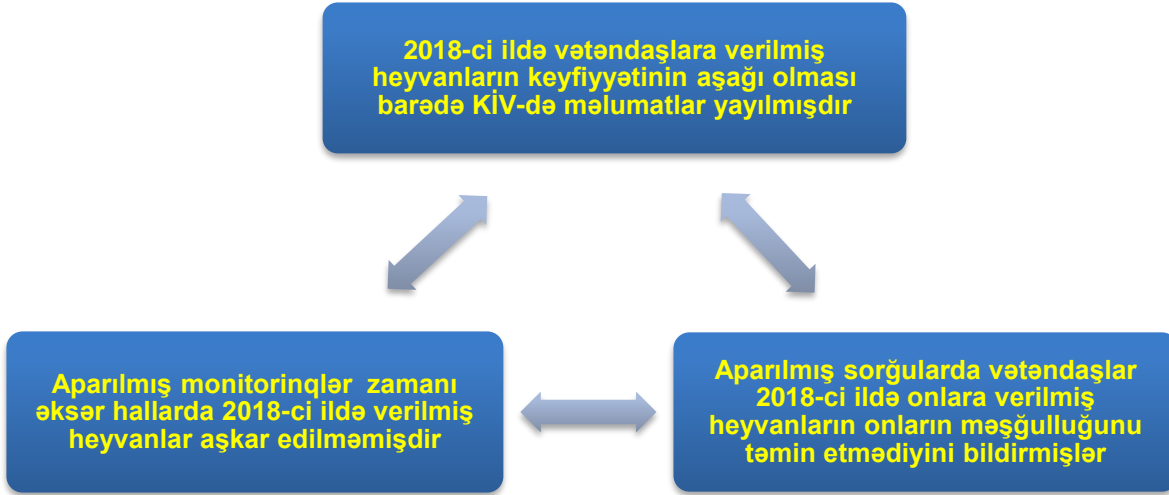 2018-ci ildə vətəndaşlara verilmiş
heyvanların keyfiyyətinin aşağı olması
barədə KİV-də məlumatlar yayılmışdır
Aparılmış monitorinqlər zamanı
əksər hallarda 2018-ci ildə verilmiş
heyvanlar aşkar edilməmişdir
Aparılmış sorğularda vətəndaşlar
2018-ci ildə onlara verilmiş
heyvanların onların məşğulluğunu
təmin etmədiyini bildirmişlər